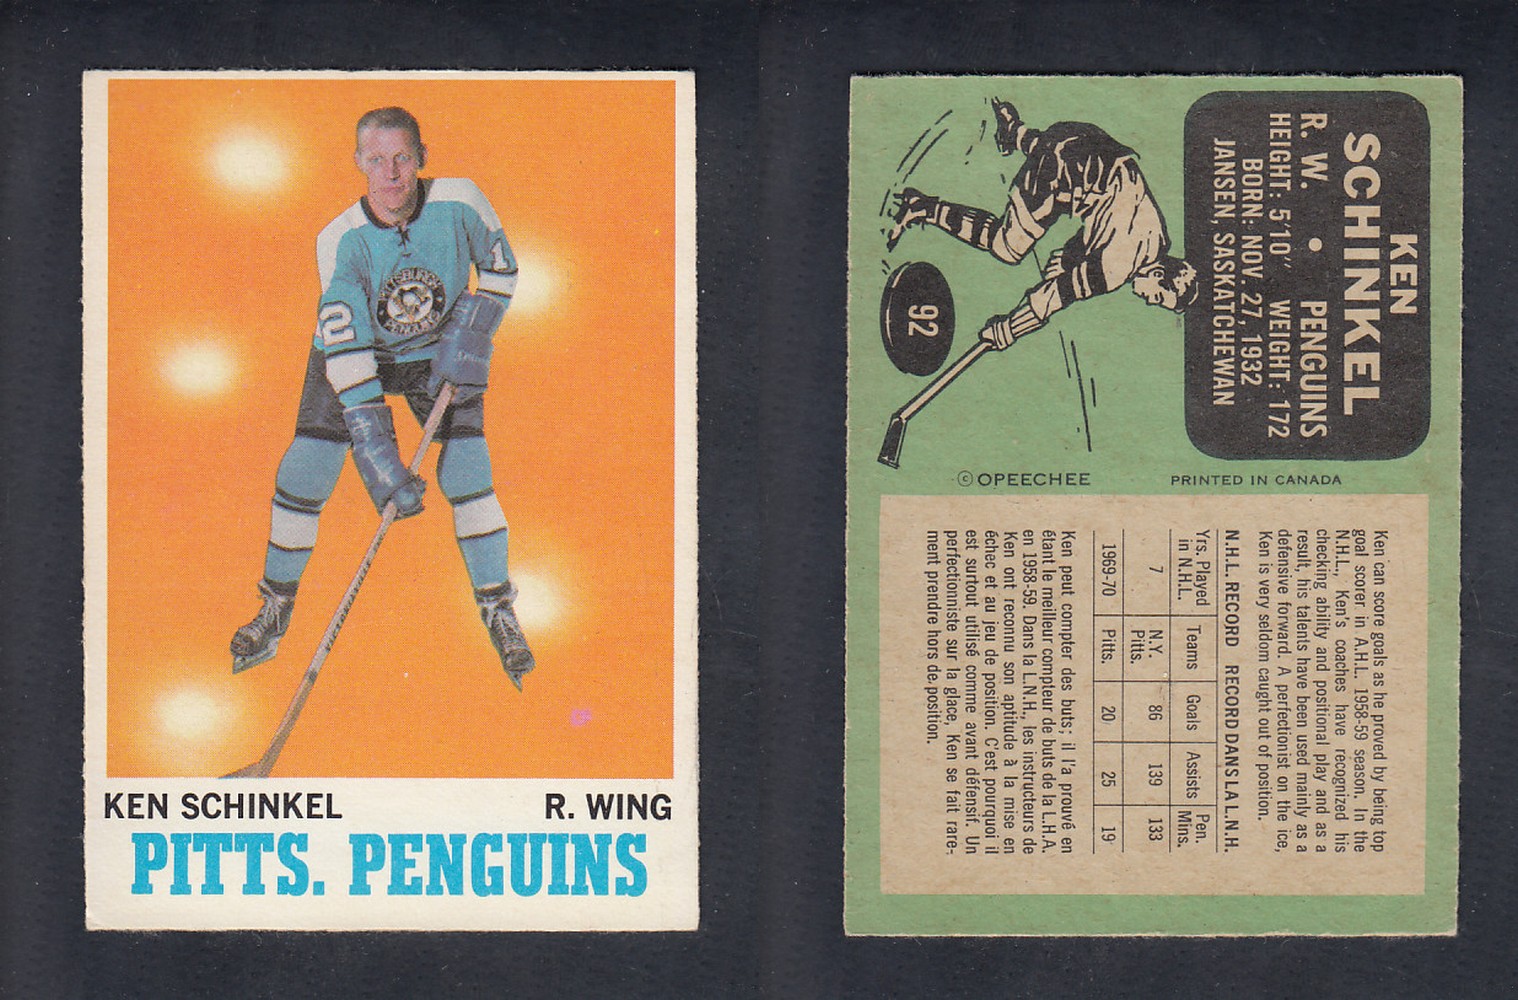 12
PITTSBURGH
PENGUINS
KEN SCHINKEL R. WING
PITTS. PENGUINS
KEN
SCHINKEL
R. W. • PENGUINS
HEIGHT: 5'10" WEIGHT: 172
BORN: NOV. 27, 1932
JANSEN, SASKATCHEWAN
92
© OPEECHEE PRINTED IN CANADA
Ken can score goals as he proved by being top
goal scorer in A.H.L. 1958-59 season. In the
N.H.L., Ken's coaches have recognized his
checking ability and positional play and as a
result, his talents have been used mainly as a
defensive forward. A perfectionist on the ice,
Ken is very seldom caught out of position.
N.H.L. RECORD RECORD DANS LA L.N.H.
Yrs. Played in N.H.L. Teams Goals Assists Pen. Mins.
7 N.Y. Pitts. 86 139 133
1969-70 Pitts. 20 25 19
Ken peut compter des buts; il l'a prouvé en
étant le meilleur compteur de buts de la L.H.A.
en 1958-59. Dans la L.N.H., les instructeurs de
Ken ont reconnu son aptitude à la mise en
échec et au jeu de position. C'est pourquoi il
est surtout utilisé comme avant défensif. Un
perfectionniste sur la glace, Ken se fait rare-
ment prendre hors de position.